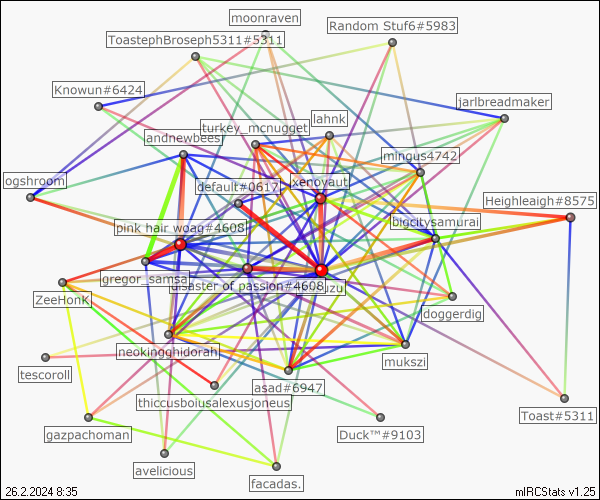 moonraven
Random Stuf6#5983
ToastephBroseph5311#5311
Knowun#6424
jarlbreadmaker
lahnk
turkey_mcnugget
andnewbees
mingus4742
xenovaut
ogshroom
default#0617
Heighleaigh#8575
bigcitysamurai
pink hair woag#4608
gregor_samsa
disaster of passion#4608
ZeeHonK
doggerdig
neokingghidorah
mukszi
tescoroll
asad#6947
thiccusboiusalexusjoneus
Toast#5311
gazpachoman
Duck™#9103
avelicious
facadas.
26.2.2024 8:35
mIRCStats v1.25